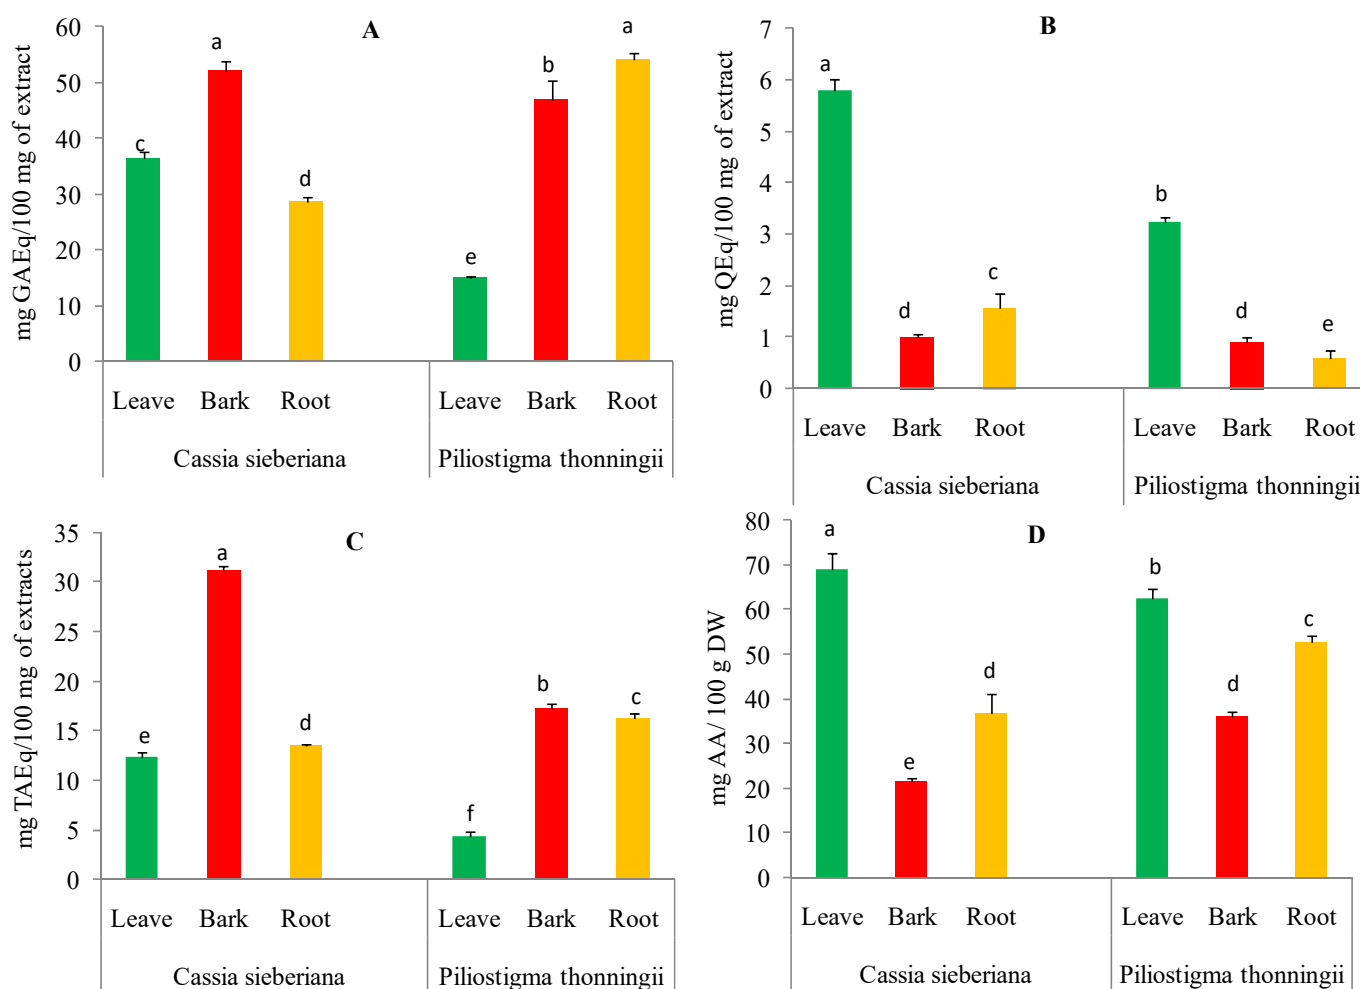 A
mg GAEq/100 mg of extract
60
50
40
30
20
10
0
c
a
d
e
b
a
Leave Bark Root Leave Bark Root
Cassia sieberiana Piliostigma thonningii
B
mg QEq/100 mg of extract
7
6
5
4
3
2
1
0
a
d
c
b
d
e
Leave Bark Root Leave Bark Root
Cassia sieberiana Piliostigma thonningii
C
mg TAEq/100 mg of extracts
35
30
25
20
15
10
5
0
e
a
d
f
b
c
Leave Bark Root Leave Bark Root
Cassia sieberiana Piliostigma thonningii
D
mg AA/ 100 g DW
80
70
60
50
40
30
20
10
0
a
e
d
b
d
c
Leave Bark Root Leave Bark Root
Cassia sieberiana Piliostigma thonningii